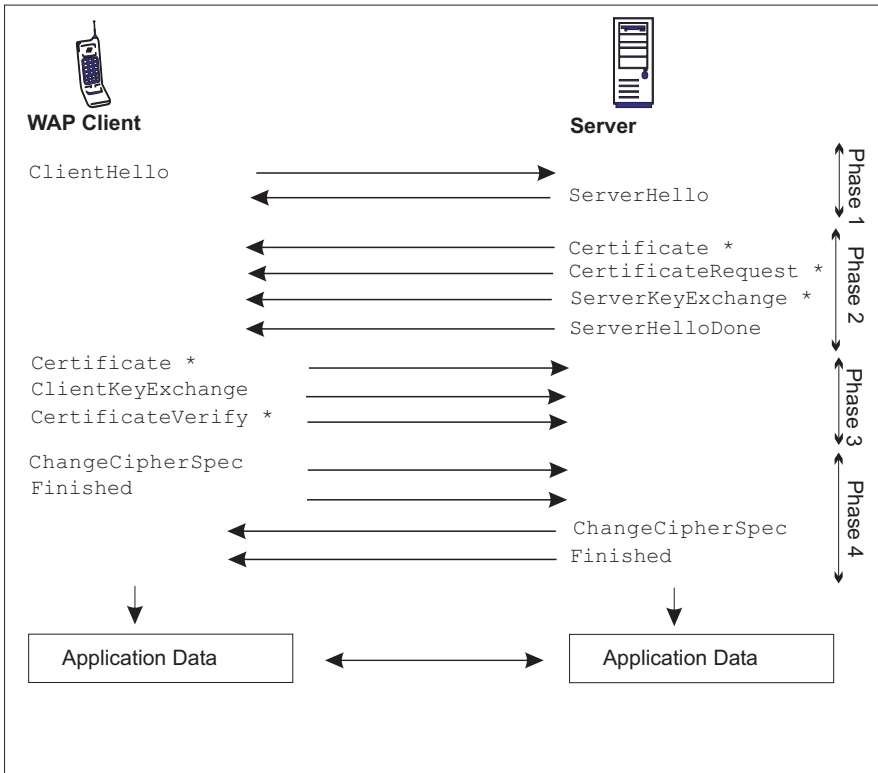 WAP Client
Server
ClientHello
ServerHello
Phase 1
Certificate *
CertificateRequest *
ServerKeyExchange *
ServerHelloDone
Phase 2
Certificate *
ClientKeyExchange
CertificateVerify *
Phase 3
ChangeCipherSpec
Finished
ChangeCipherSpec
Finished
Phase 4
Application Data
Application Data